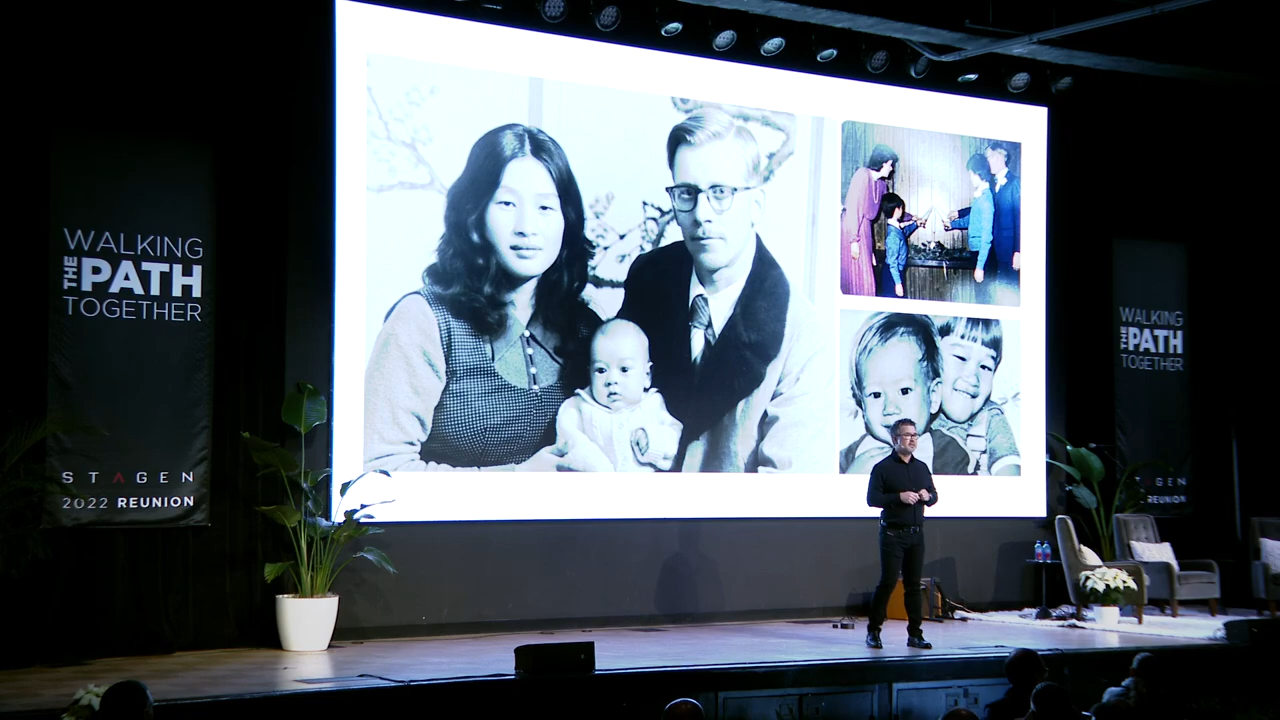 WALKING
THE PATH
TOGETHER
STAGEN
2022 REUNION
WALKING
THE PATH
TOGETHER
GEN
REUNION